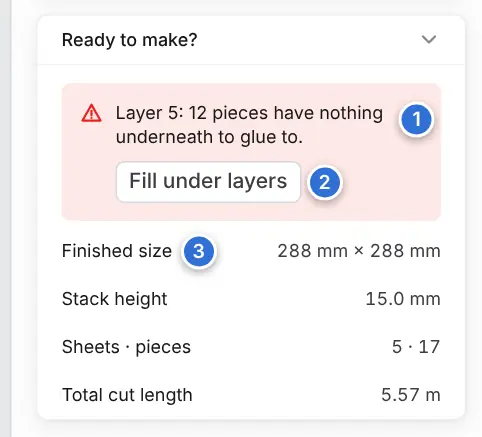 Ready to make?
Layer 5: 12 pieces have nothing
underneath to glue to.
1
Fill under layers
2
Finished size 3 288 mm × 288 mm
Stack height 15.0 mm
Sheets · pieces 5 · 17
Total cut length 5.57 m